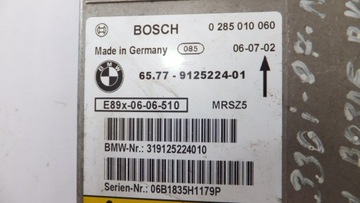 BOSCH 0 285 010 060
Made in Germany 085 06-07-02
BMW
65.77 - 9125224-01
E89x-06-06-510 MRSZ5
BMW-Nr.: 319125224010
Serien-Nr.: 06B1835H1179P